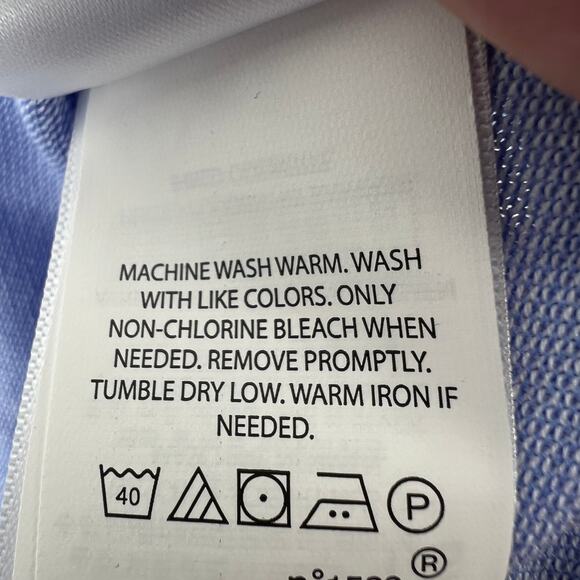 MACHINE WASH WARM. WASH
WITH LIKE COLORS. ONLY
NON-CHLORINE BLEACH WHEN
NEEDED. REMOVE PROMPTLY.
TUMBLE DRY LOW. WARM IRON IF
NEEDED.
40 P
®